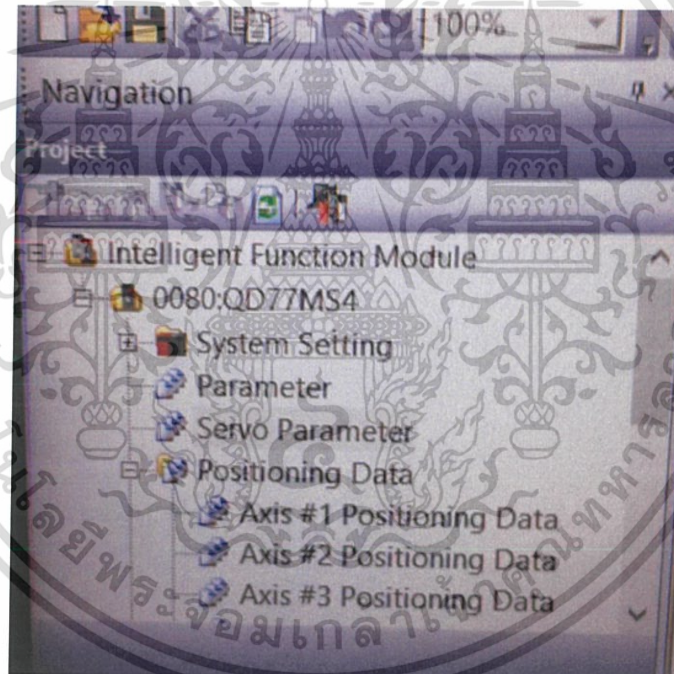 100%
Navigation
Project
Intelligent Function Module
0080:QD77MS4
System Setting
Parameter
Servo Parameter
Positioning Data
Axis #1 Positioning Data
Axis #2 Positioning Data
Axis #3 Positioning Data